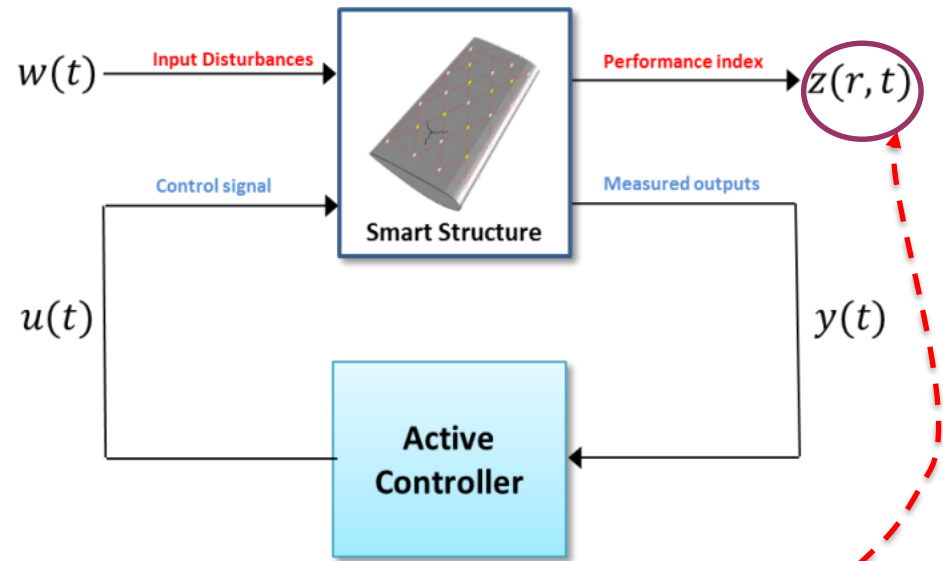 Input Disturbances
Performance index
w(t)
z(r,t)
Control signal
Measured outputs
Smart Structure
u(t)
y(t)
Active
Controller